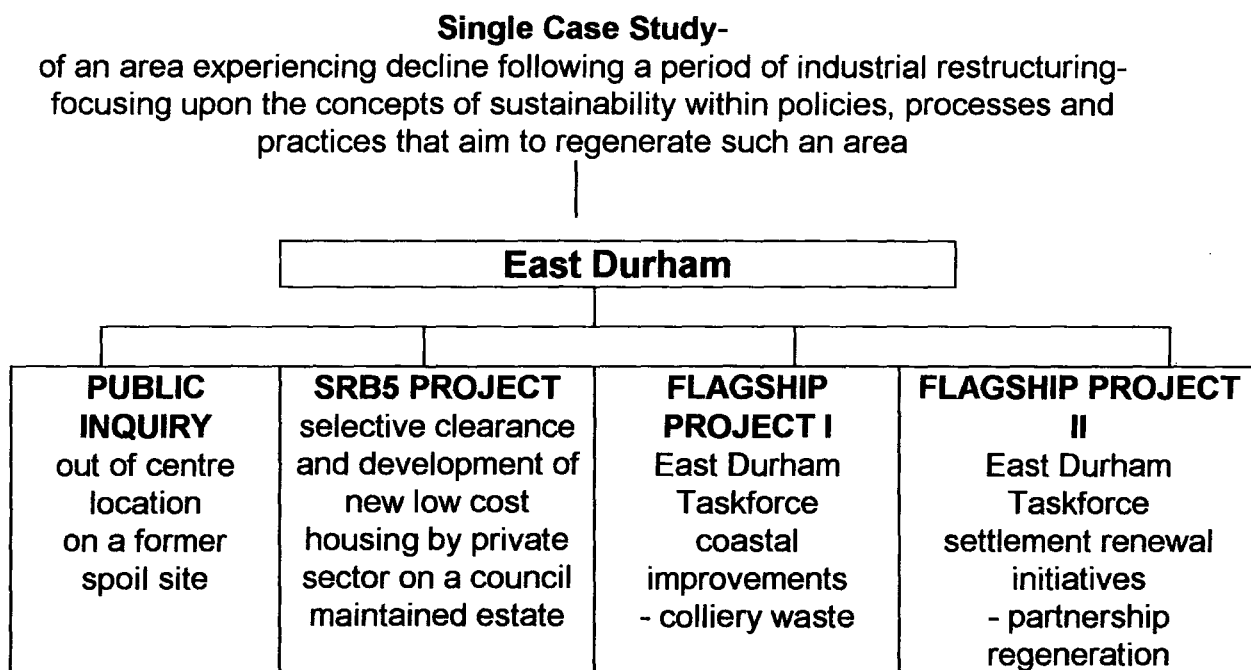 Single Case Study-
of an area experiencing decline following a period of industrial restructuring-
focusing upon the concepts of sustainability within policies, processes and
practices that aim to regenerate such an area
East Durham
PUBLIC
INQUIRY
out of centre
location
on a former
spoil site
SRB5 PROJECT
selective clearance
and development of
new low cost
housing by private
sector on a council
maintained estate
FLAGSHIP
PROJECT I
East Durham
Taskforce
coastal
improvements
- colliery waste
FLAGSHIP PROJECT
II
East Durham
Taskforce
settlement renewal
initiatives
- partnership
regeneration